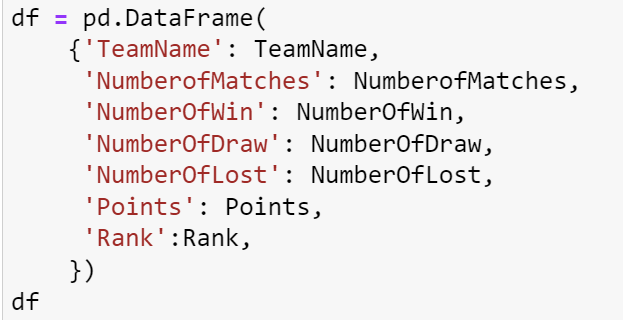 df = pd.DataFrame(
    {'TeamName': TeamName,
     'NumberofMatches': NumberofMatches,
     'NumberOfWin': NumberOfWin,
     'NumberOfDraw': NumberOfDraw,
     'NumberOfLost': NumberOfLost,
     'Points': Points,
     'Rank':Rank,
    })
df